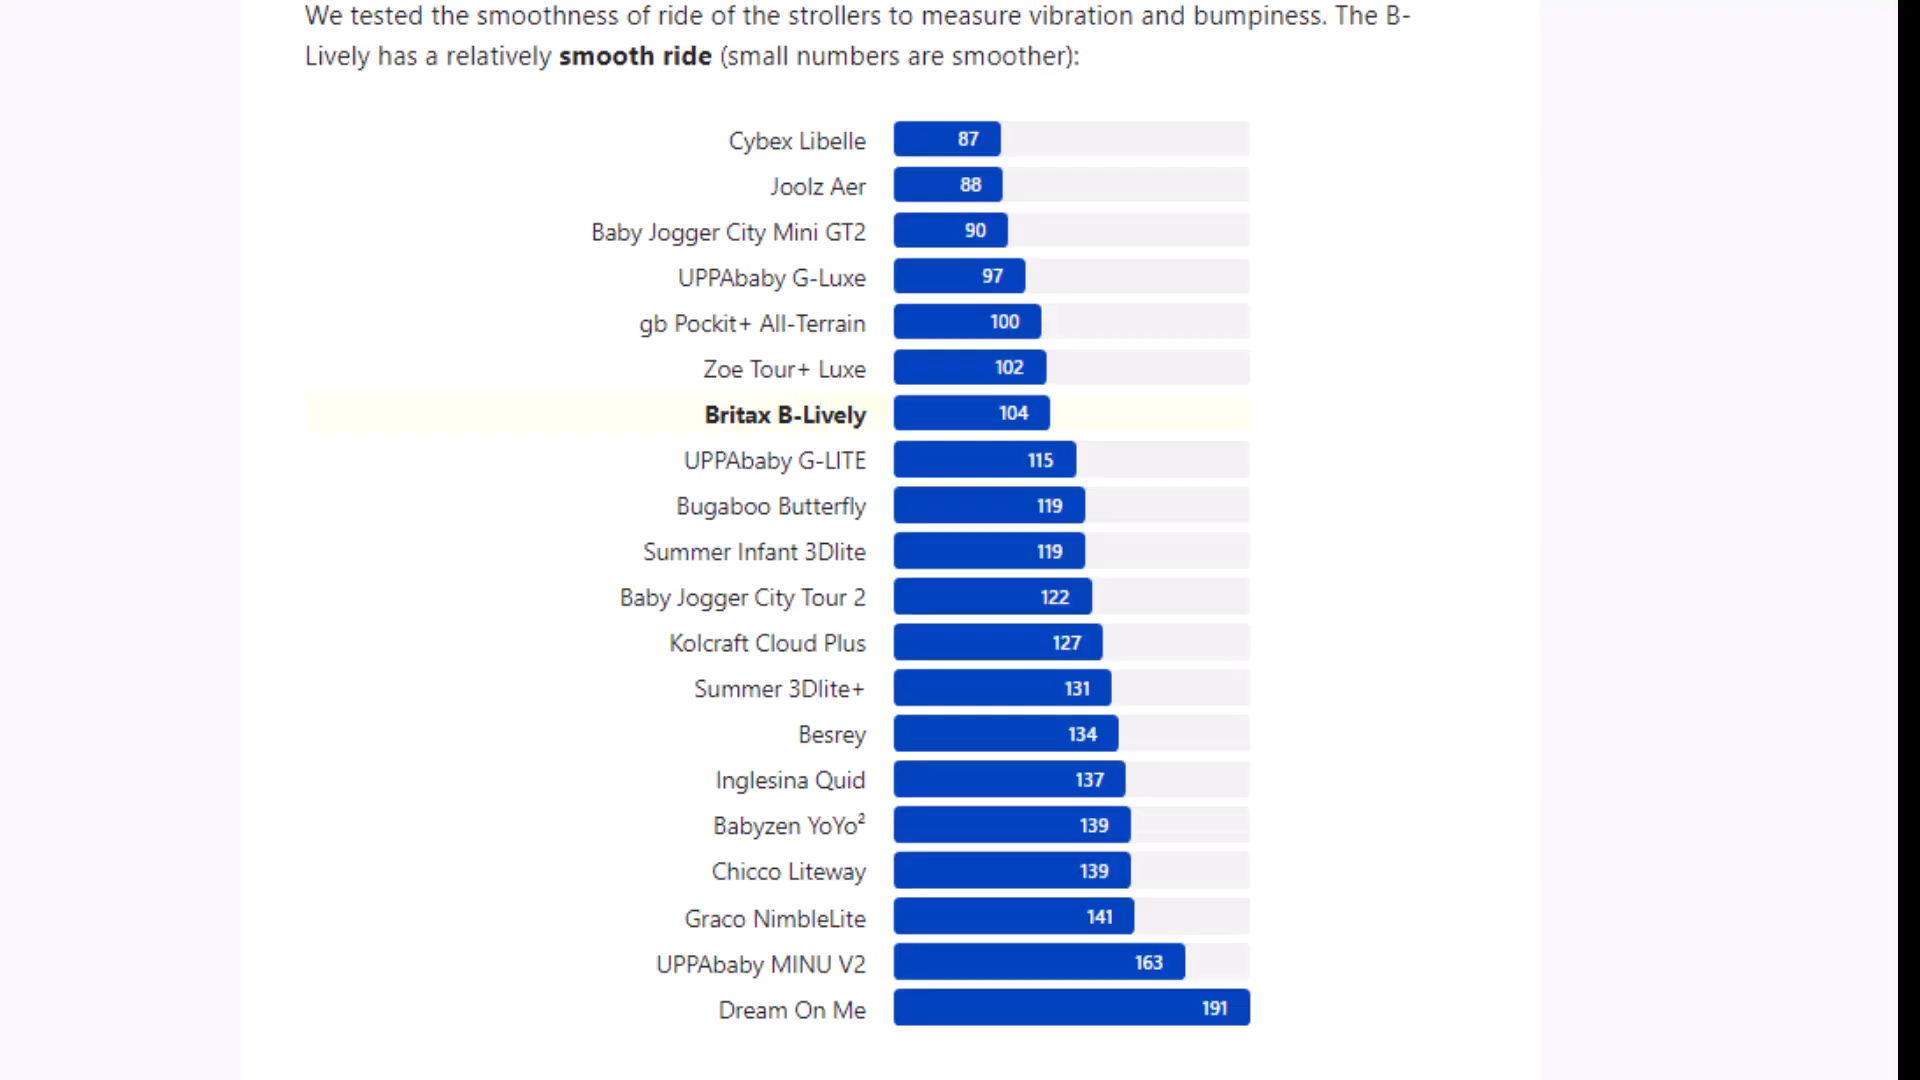 We tested the smoothness of ride of the strollers to measure vibration and bumpiness. The B-
Lively has a relatively smooth ride (small numbers are smoother):
Cybex Libelle 87
Joolz Aer 88
Baby Jogger City Mini GT2 90
UPPAbaby G-Luxe 97
gb Pockit+ All-Terrain 100
Zoe Tour+ Luxe 102
Britax B-Lively 104
UPPAbaby G-LITE 115
Bugaboo Butterfly 119
Summer Infant 3Dlite 119
Baby Jogger City Tour 2 122
Kolcraft Cloud Plus 127
Summer 3Dlite+ 131
Besrey 134
Inglesina Quid 137
Babyzen YoYo² 139
Chicco Liteway 139
Graco NimbleLite 141
UPPAbaby MINU V2 163
Dream On Me 191